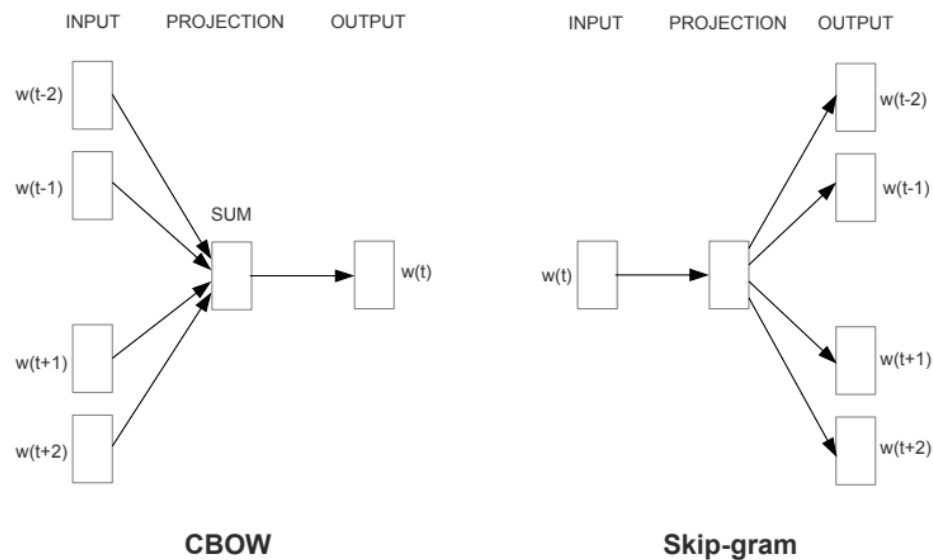 INPUT PROJECTION OUTPUT
w(t-2)
w(t-1)
SUM
w(t)
w(t+1)
w(t+2)
CBOW
INPUT PROJECTION OUTPUT
w(t-2)
w(t-1)
w(t)
w(t+1)
w(t+2)
Skip-gram